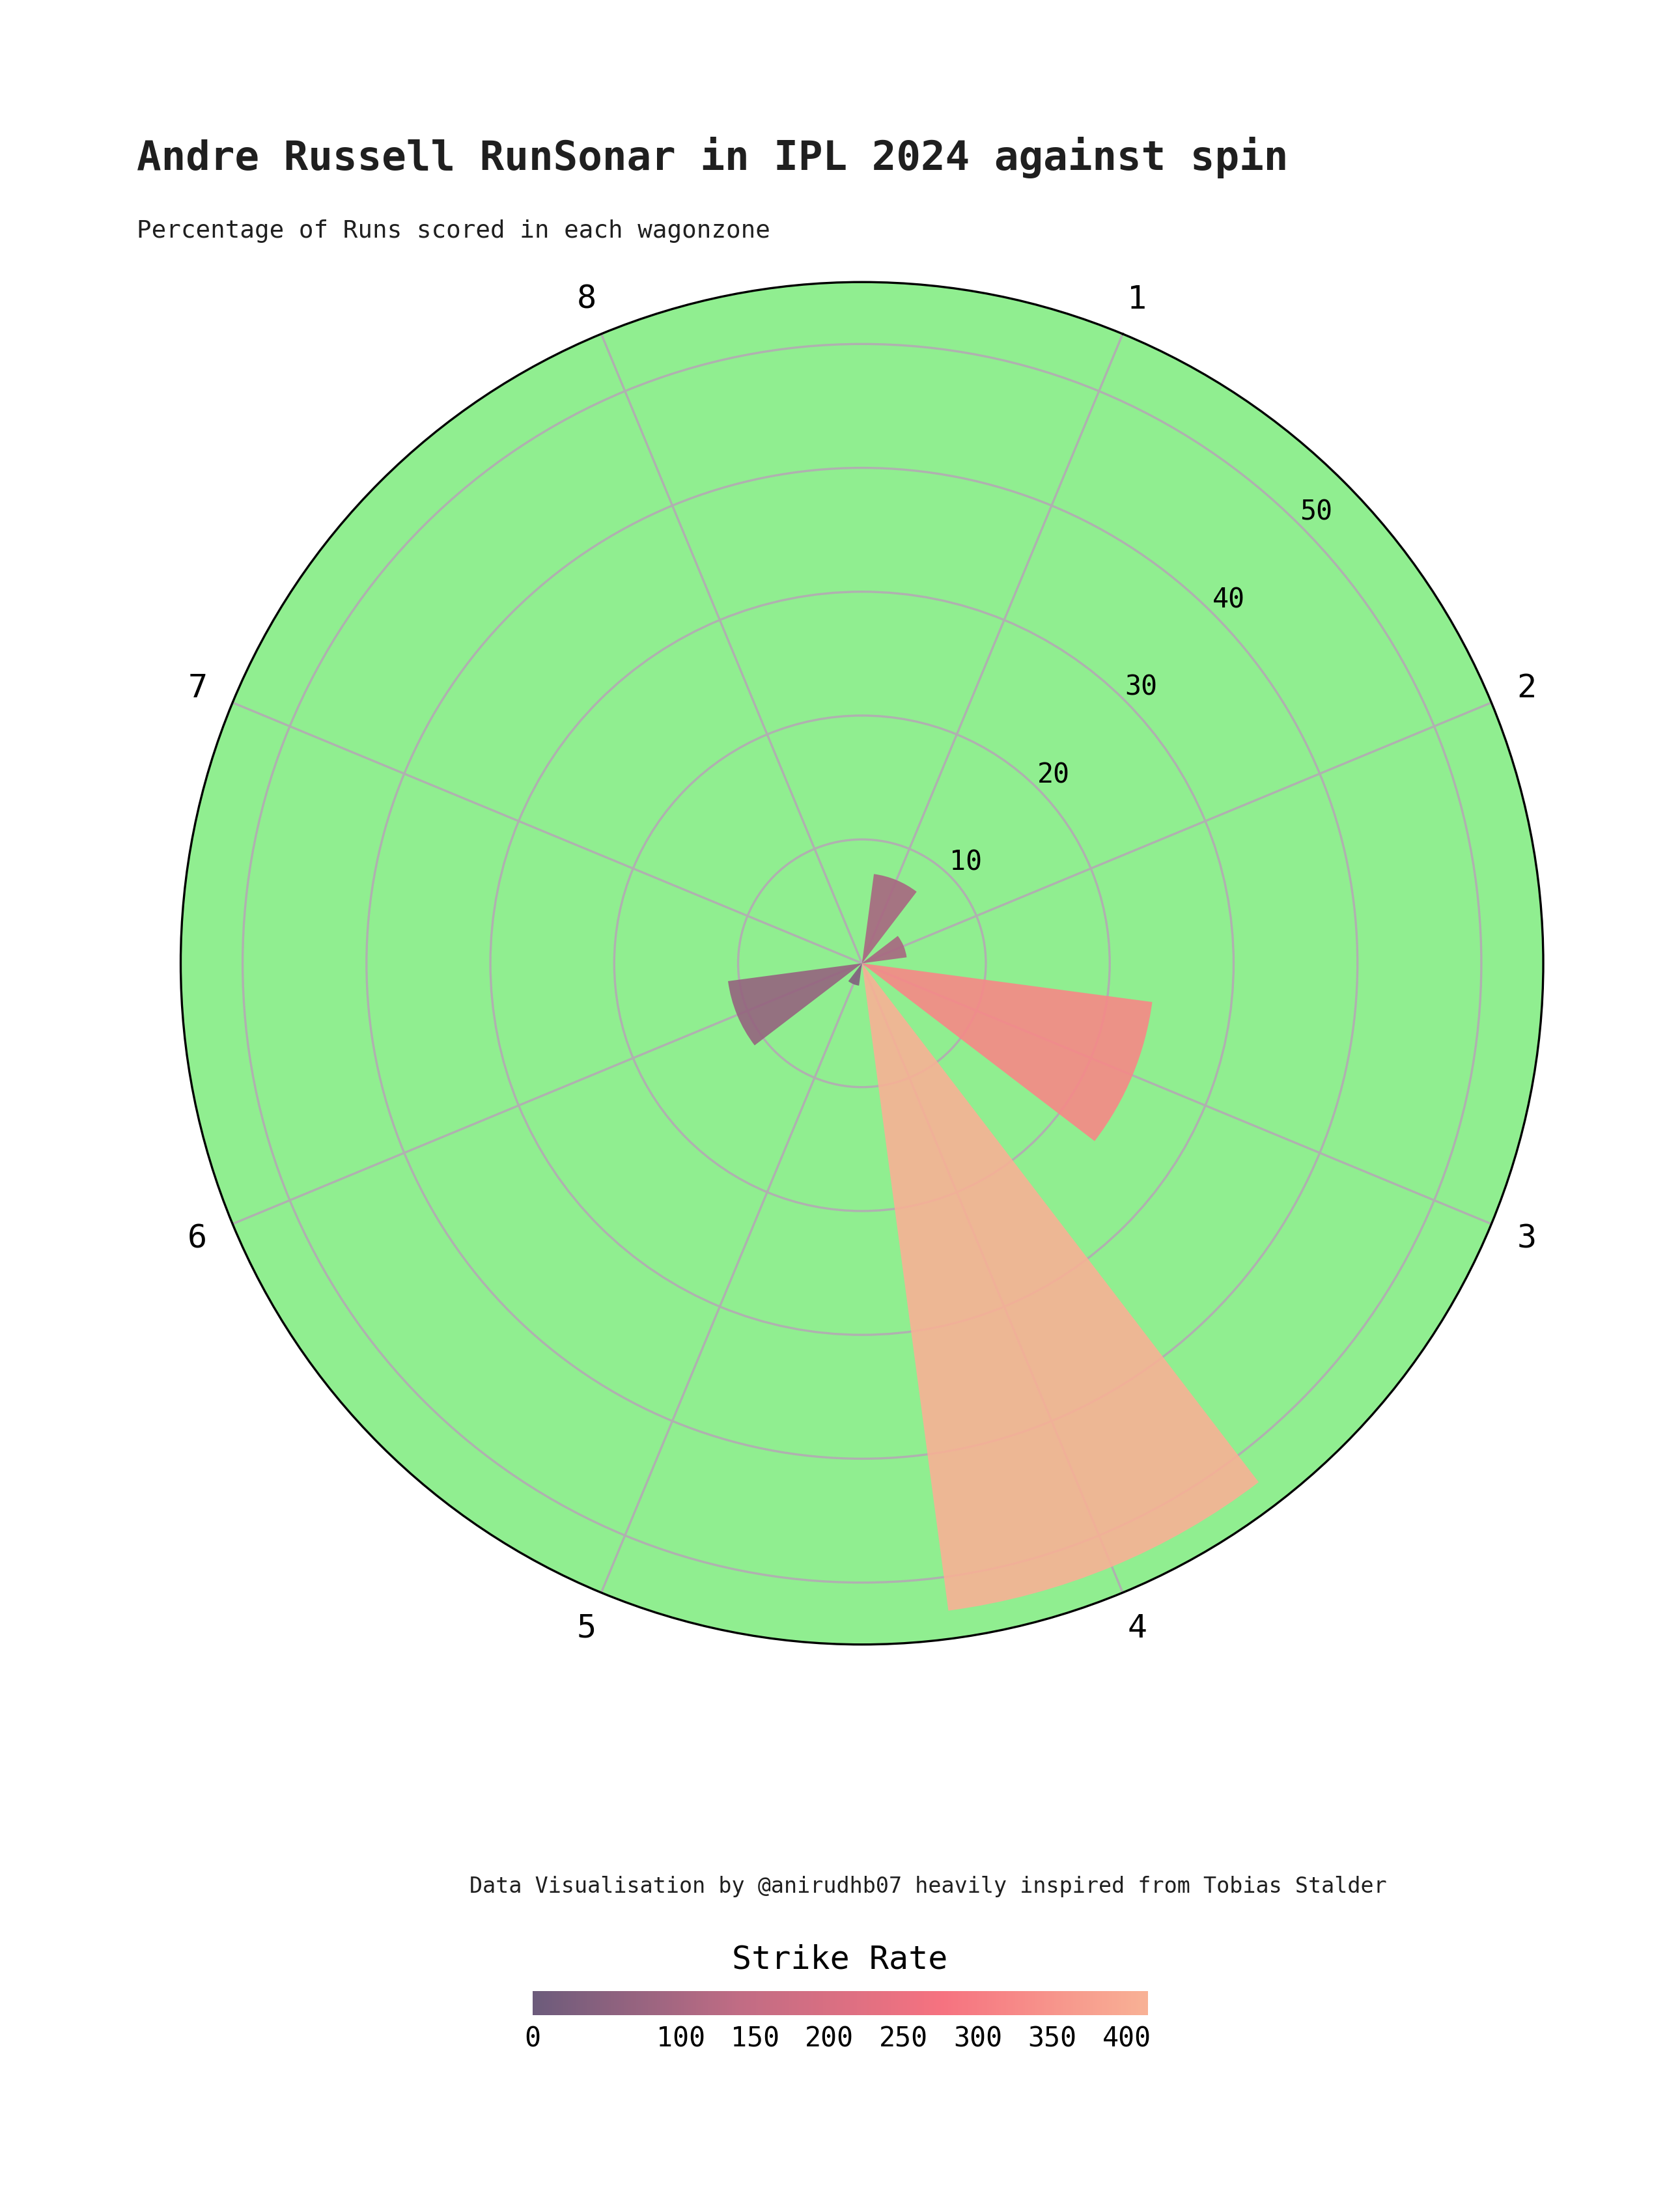 Andre Russell RunSonar in IPL 2024 against spin
Percentage of Runs scored in each wagonzone
8 1
50
40
7 30 2
20
10
6 3
5 4
Data Visualisation by @anirudhb07 heavily inspired from Tobias Stalder
Strike Rate
0 100 150 200 250 300 350 400